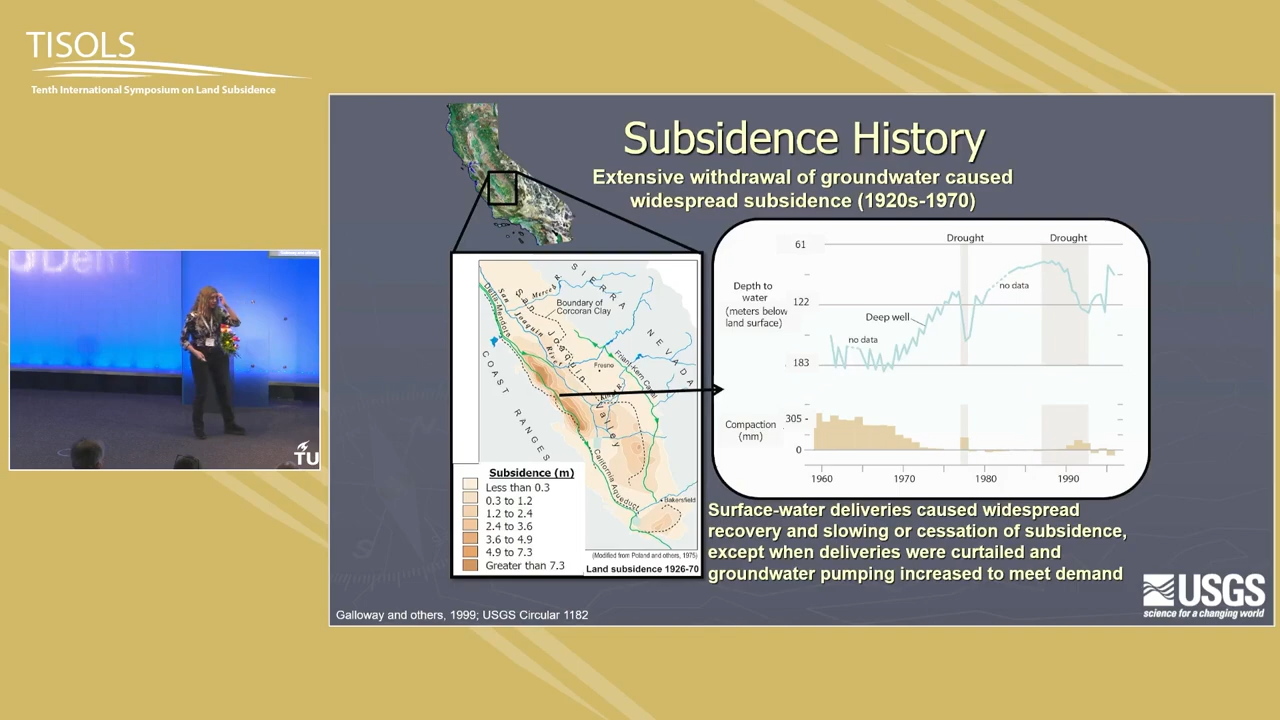 TISOLS
Tenth International Symposium on Land Subsidence
Subsidence History
Extensive withdrawal of groundwater caused
widespread subsidence (1920s-1970)
SIERRA NEVADA
Merced
Boundary of
Corcoran Clay
Delta Mendota
San Joaquin
River
San Joaquin Valley
Fresno
Friant-Kern Canal
COAST RANGES
California Aqueduct
Bakersfield
Subsidence (m)
Less than 0.3
0.3 to 1.2
1.2 to 2.4
2.4 to 3.6
3.6 to 4.9
4.9 to 7.3
Greater than 7.3
(Modified from Poland and others, 1975)
Land subsidence 1926-70
Drought
Drought
61
Depth to
water
(meters below
land surface)
122
183
no data
Deep well
no data
Compaction
(mm)
305
0
1960
1970
1980
1990
Surface-water deliveries caused widespread
recovery and slowing or cessation of subsidence,
except when deliveries were curtailed and
groundwater pumping increased to meet demand
USGS
science for a changing world
Galloway and others, 1999; USGS Circular 1182
TU